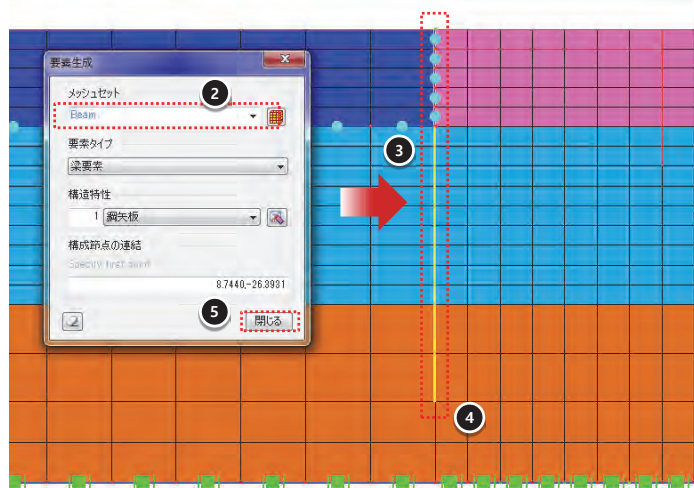 要素生成
メッシュセット
2
Beam
要素タイプ
3
梁要素
構造特性
1 鋼矢板
構成節点の連結
Specify first point
8.7440,-26.3931
5
閉じる
4